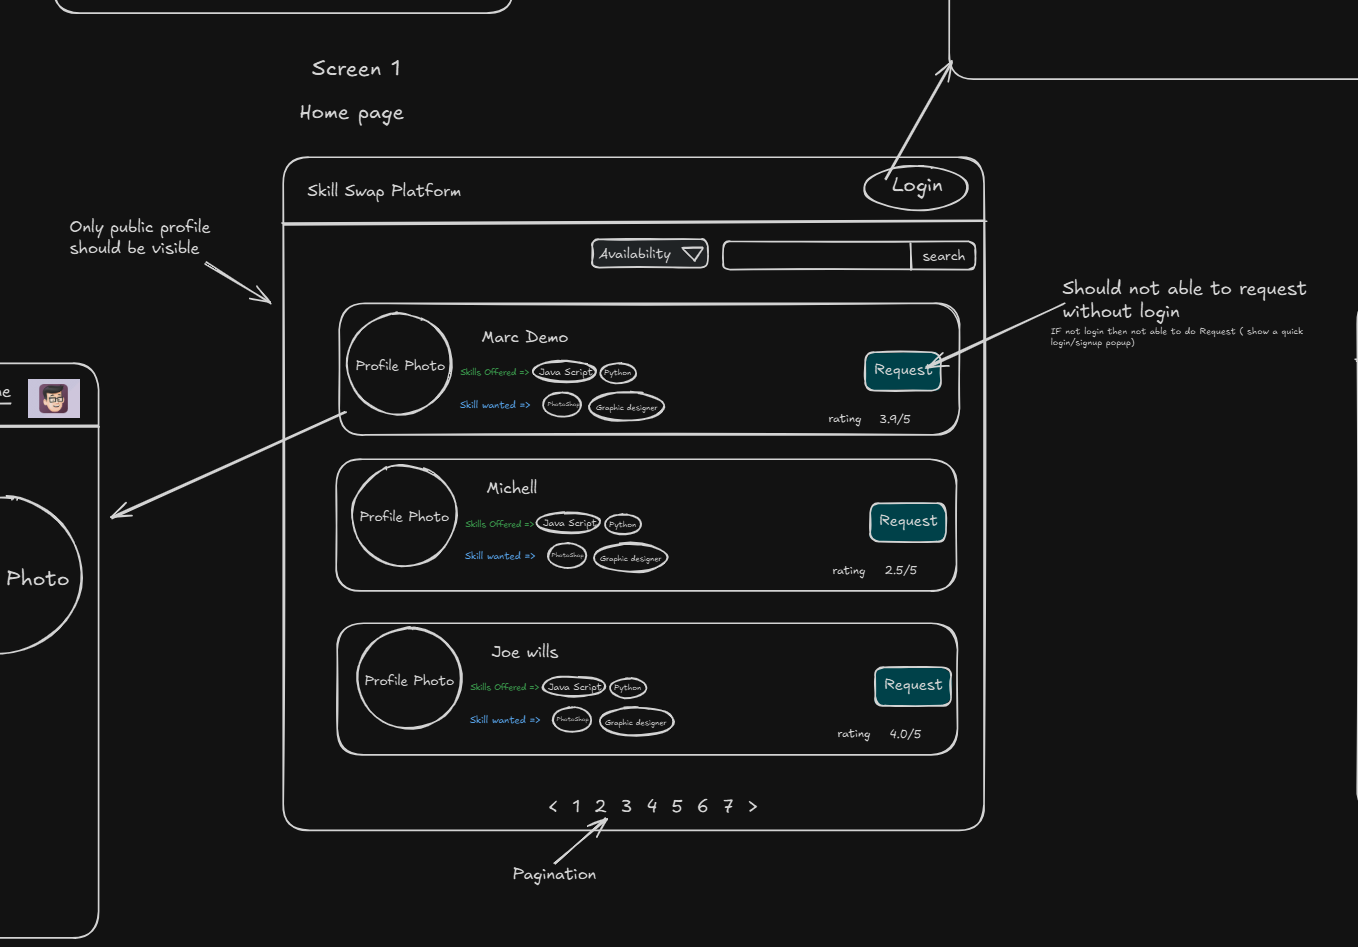 Screen 1
Home page
Skill Swap Platform
Login
Only public profile
should be visible
Availability
search
Should not able to request
without login
IF not login then not able to do Request ( show a quick
login/signup popup)
Profile Photo
Marc Demo
Skills Offered =>
Java Script
Python
Skill wanted =>
PhotoShop
Graphic designer
Request
rating
3.9/5
Profile Photo
Michell
Skills Offered =>
Java Script
Python
Skill wanted =>
PhotoShop
Graphic designer
Request
rating
2.5/5
Photo
Profile Photo
Joe wills
Skills Offered =>
Java Script
Python
Skill wanted =>
PhotoShop
Graphic designer
Request
rating
4.0/5
< 1 2 3 4 5 6 7 >
Pagination